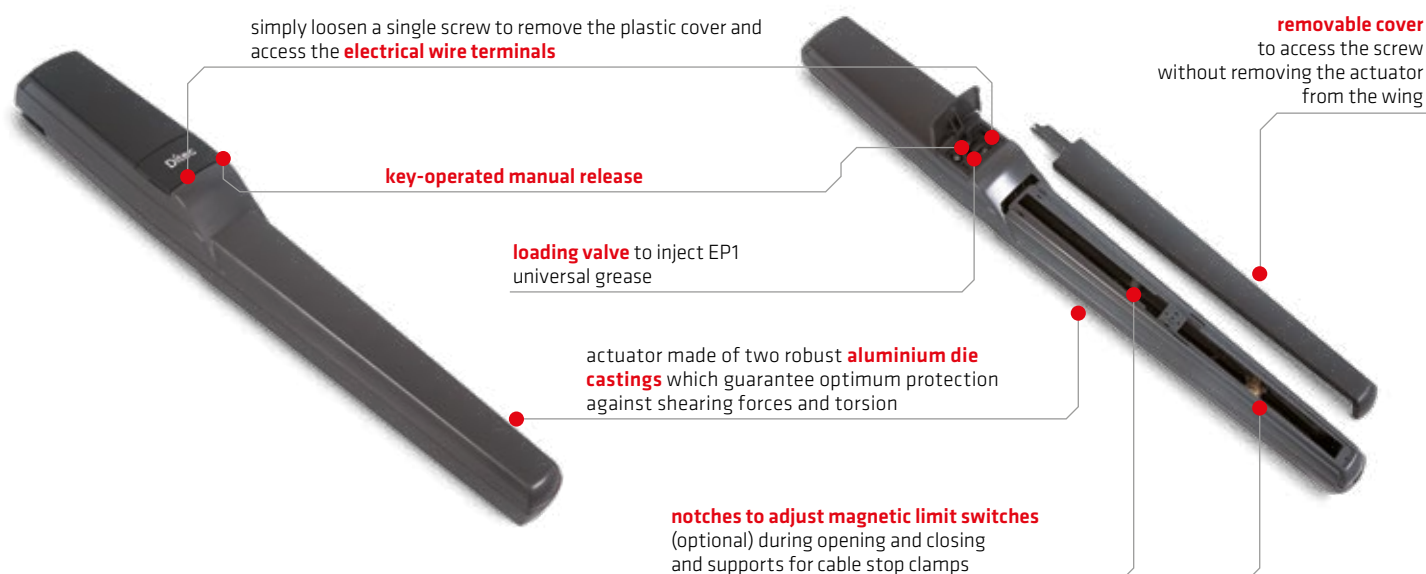 simply loosen a single screw to remove the plastic cover and
access the electrical wire terminals
removable cover
to access the screw
without removing the actuator
from the wing
Ditec
key-operated manual release
loading valve to inject EP1
universal grease
actuator made of two robust aluminium die
castings which guarantee optimum protection
against shearing forces and torsion
notches to adjust magnetic limit switches
(optional) during opening and closing
and supports for cable stop clamps